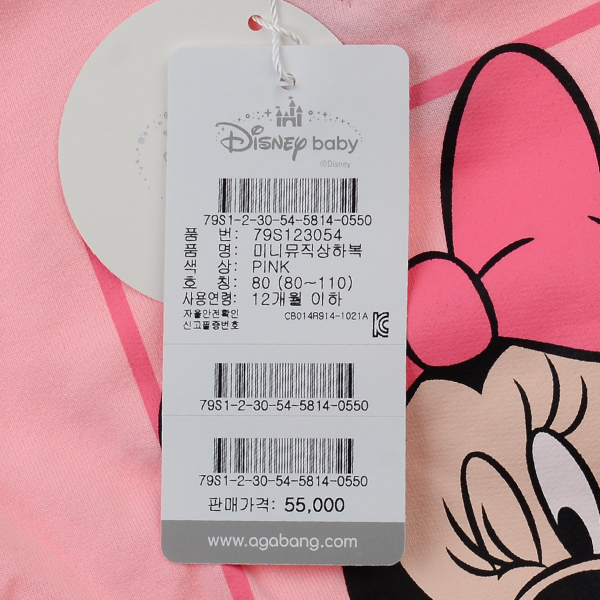 Disney baby
©Disney
79S1-2-30-54-5814-0550
품 번: 79S123054
품 명: 미니뮤직상하복
색 상: PINK
호 칭: 80 (80~110)
사용연령: 12개월 이하
자율안전확인
신고필증번호 CB014R914-1021A
79S1-2-30-54-5814-0550
79S1-2-30-54-5814-0550
판매가격: 55,000
www.agabang.com